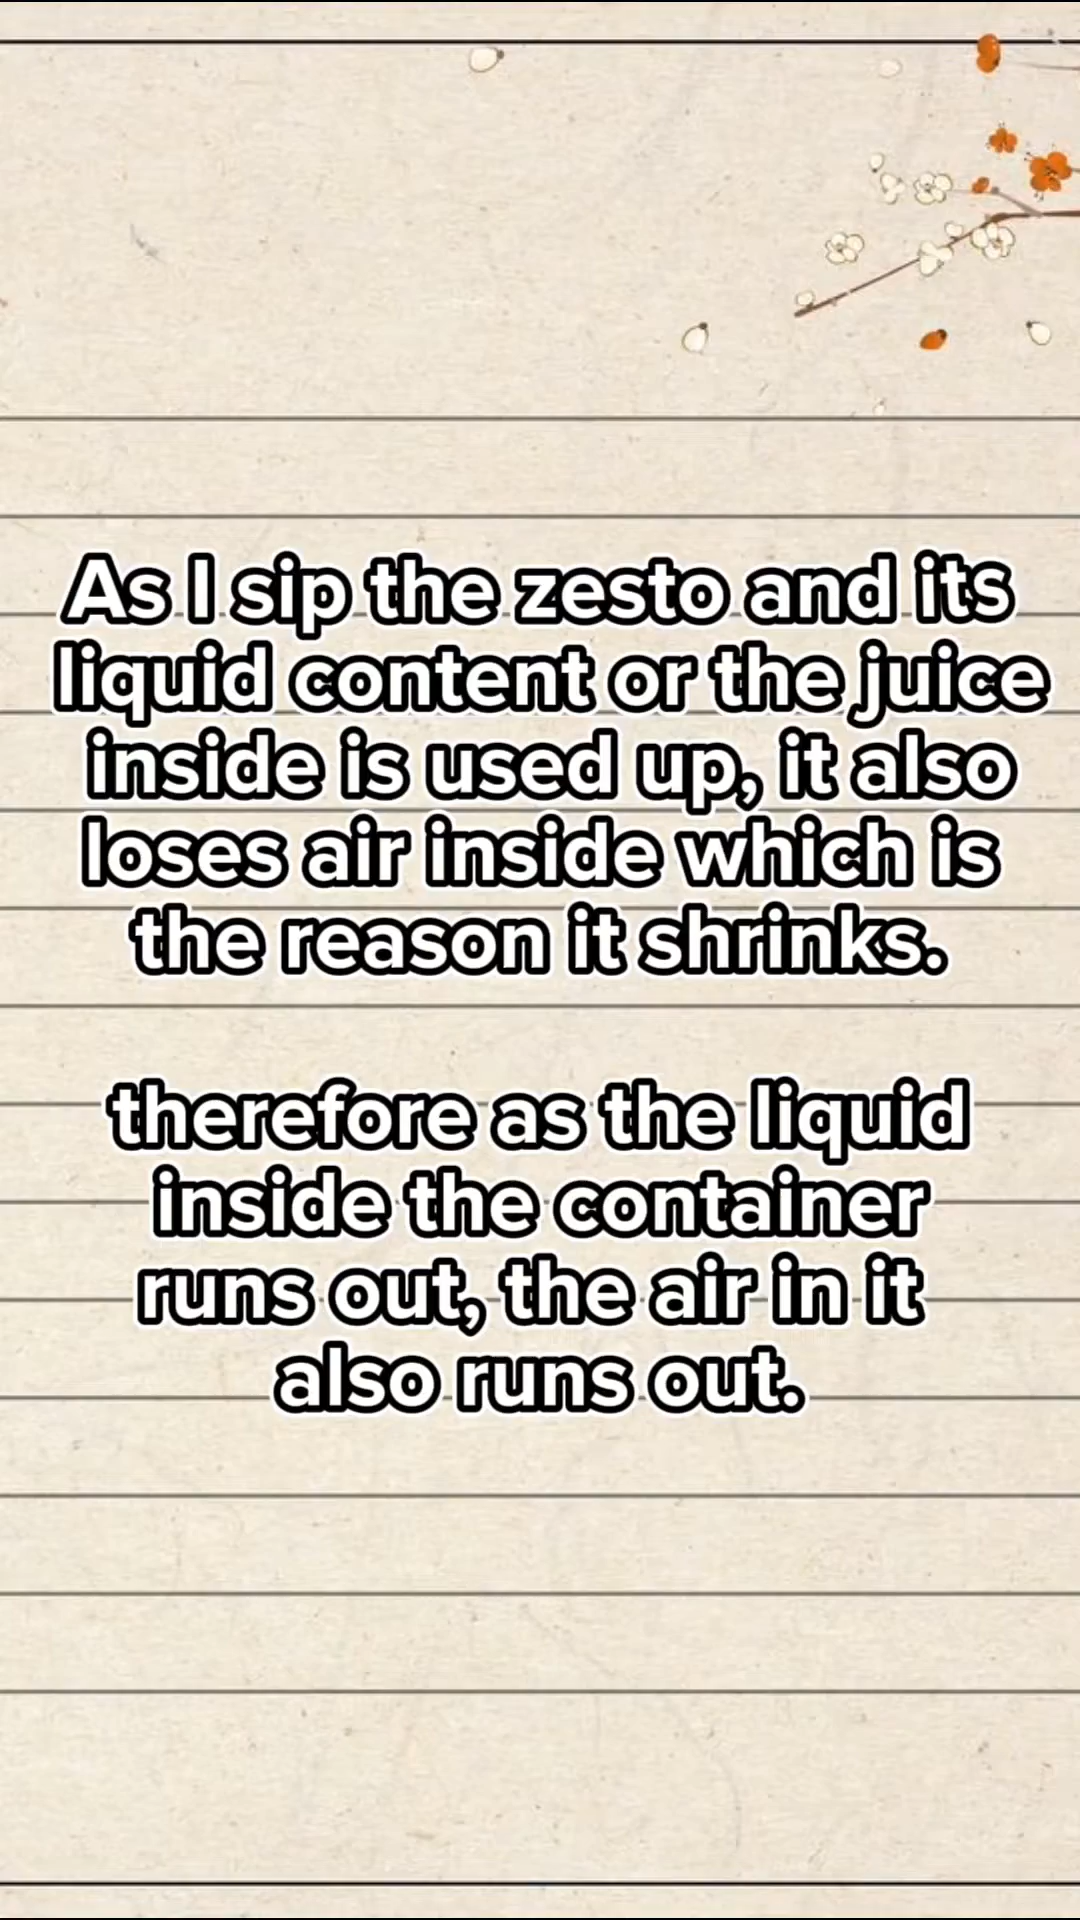 As I sip the zesto and its
liquid content or the juice
inside is used up, it also
loses air inside which is
the reason it shrinks.
therefore as the liquid
inside the container
runs out, the air in it
also runs out.